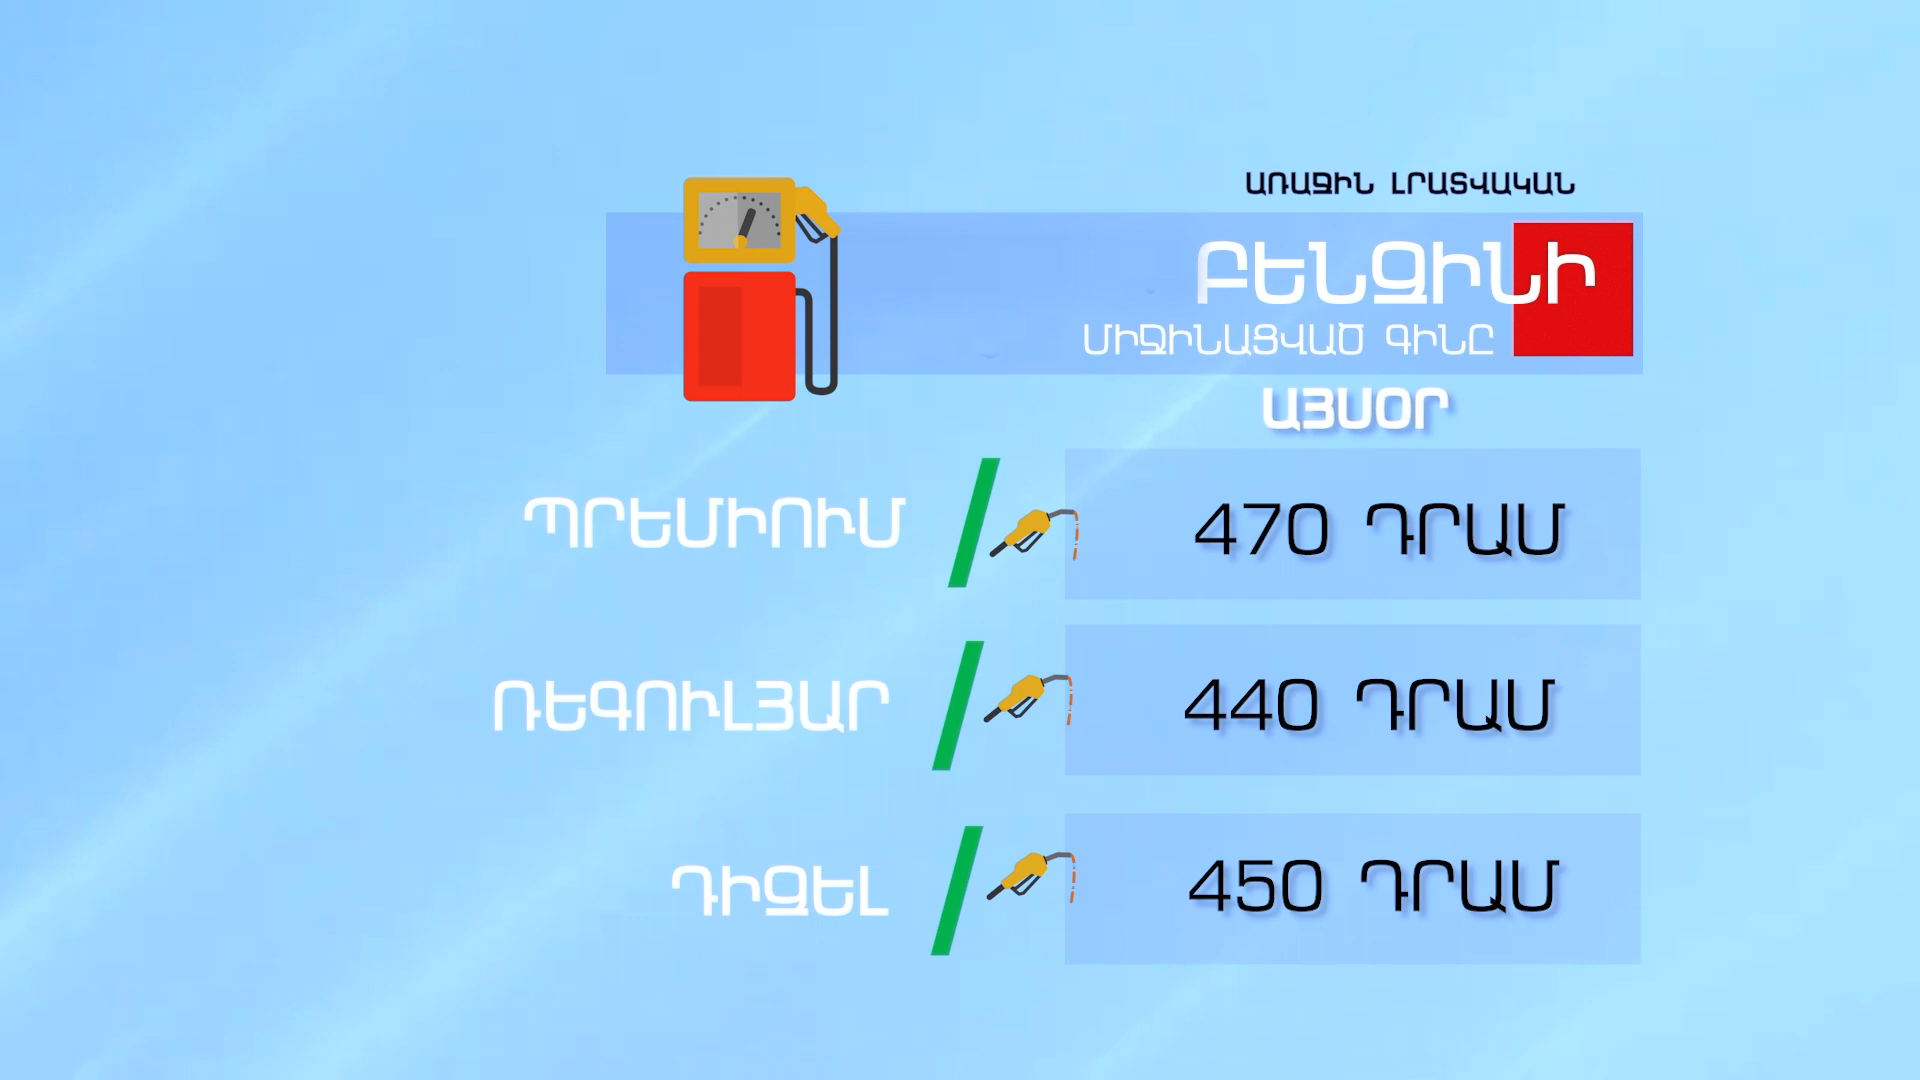 ԱՌԱՋԻՆ ԼՐԱՏՎԱԿԱՆ
ԲԵՆԶԻՆԻ
ՄԻՋԻՆԱՑՎԱԾ ԳԻՆԸ
ԱՅՍՕՐ
ՊՐԵՄԻՈՒՄ 470 ԴՐԱՄ
ՌԵԳՈՒԼՅԱՐ 440 ԴՐԱՄ
ԴԻԶԵԼ 450 ԴՐԱՄ